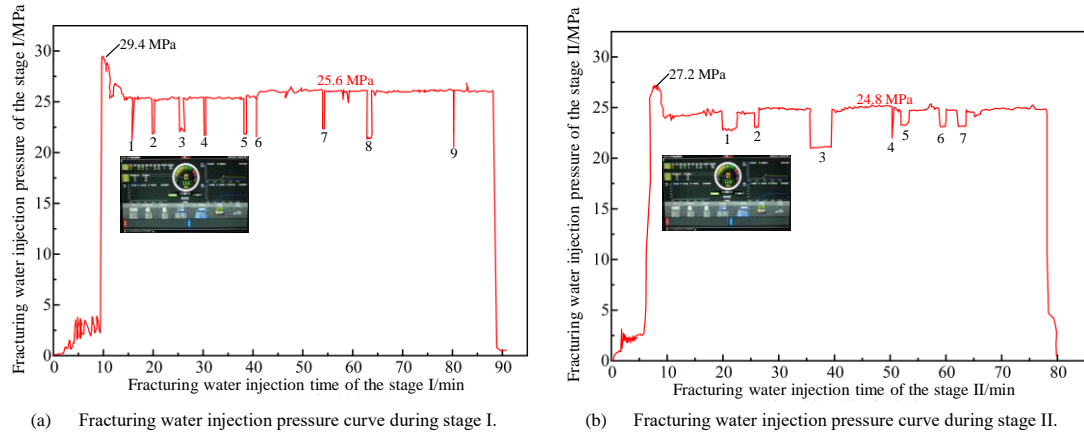 Fracturing water injection pressure of the stage I/MPa
30
25
20
15
10
5
0
29.4 MPa
25.6 MPa
1 2 3 4 5 6 7 8 9
0 10 20 30 40 50 60 70 80 90
Fracturing water injection time of the stage I/min
(a) Fracturing water injection pressure curve during stage I.
Fracturing water injection pressure of the stage II/MPa
30
25
20
15
10
5
0
27.2 MPa
24.8 MPa
1 2 3 4 5 6 7
0 10 20 30 40 50 60 70 80
Fracturing water injection time of the stage II/min
(b) Fracturing water injection pressure curve during stage II.